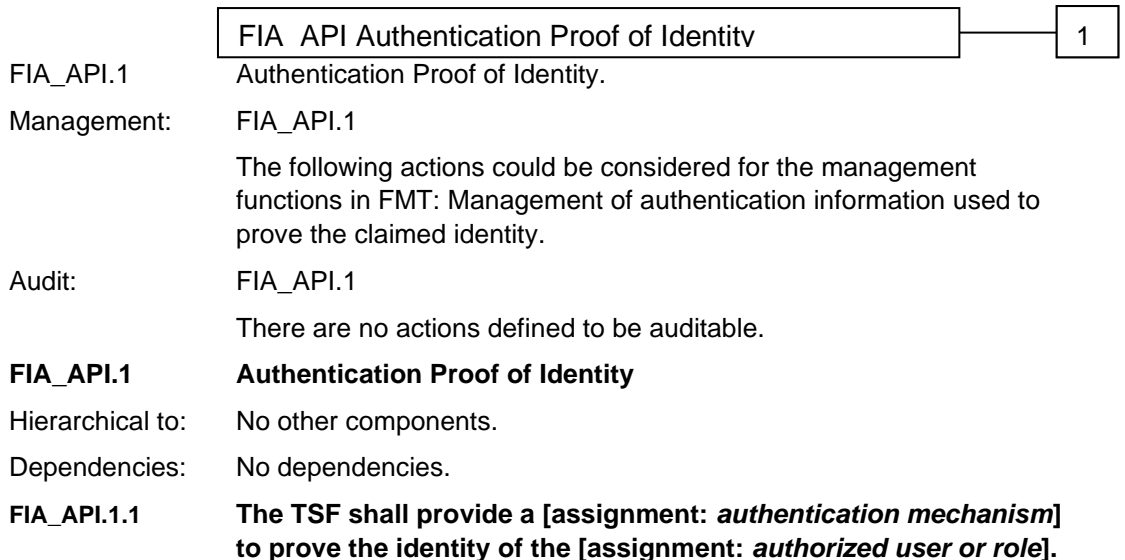 FIA_API Authentication Proof of Identity 1
FIA_API.1 Authentication Proof of Identity.
Management: FIA_API.1
The following actions could be considered for the management
functions in FMT: Management of authentication information used to
prove the claimed identity.
Audit: FIA_API.1
There are no actions defined to be auditable.
FIA_API.1 Authentication Proof of Identity
Hierarchical to: No other components.
Dependencies: No dependencies.
FIA_API.1.1 The TSF shall provide a [assignment: authentication mechanism]
to prove the identity of the [assignment: authorized user or role].